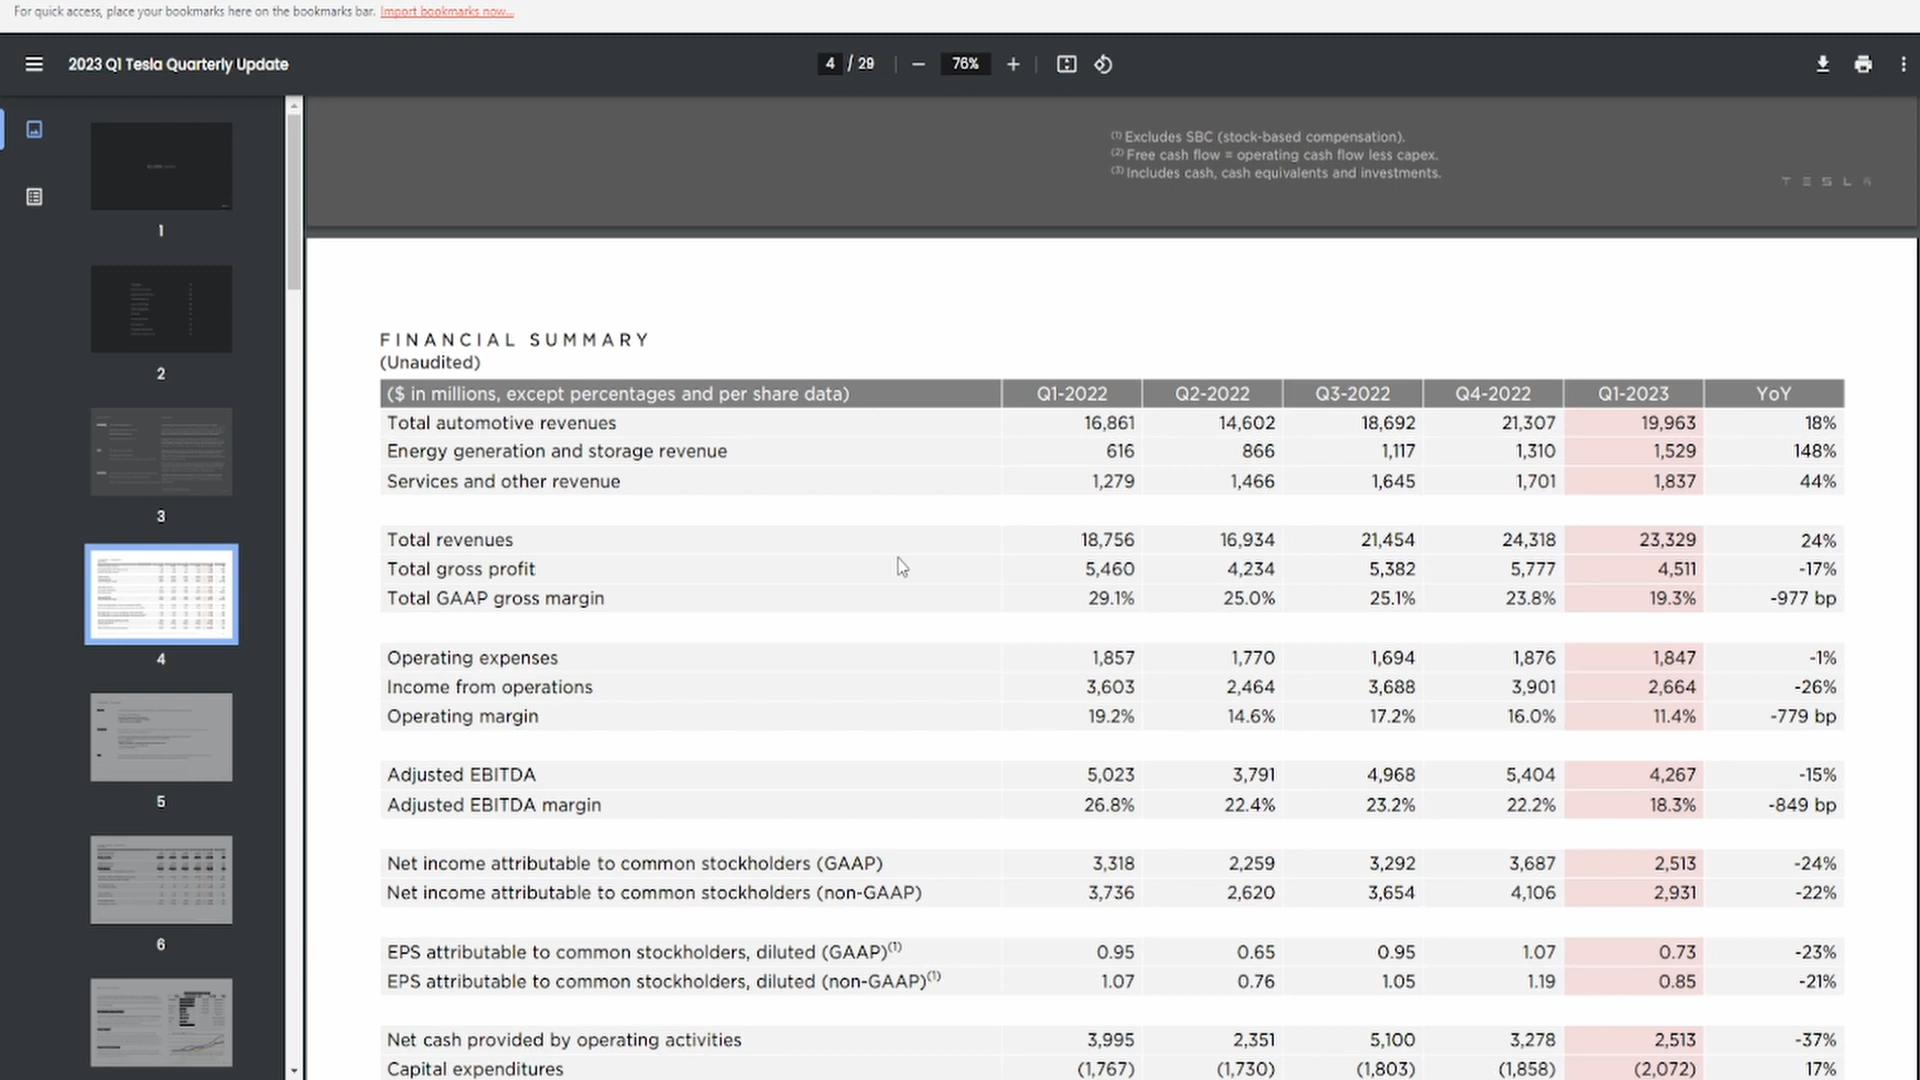 For quick access, place your bookmarks here on the bookmarks bar. Import bookmarks now...
2023 Q1 Tesla Quarterly Update
4 / 29
76%
(1) Excludes SBC (stock-based compensation).
(2) Free cash flow = operating cash flow less capex.
(3) Includes cash, cash equivalents and investments.
TESLA
1
2
3
4
5
6
FINANCIAL SUMMARY
(Unaudited)
($ in millions, except percentages and per share data) Q1-2022 Q2-2022 Q3-2022 Q4-2022 Q1-2023 YoY
Total automotive revenues 16,861 14,602 18,692 21,307 19,963 18%
Energy generation and storage revenue 616 866 1,117 1,310 1,529 148%
Services and other revenue 1,279 1,466 1,645 1,701 1,837 44%
Total revenues 18,756 16,934 21,454 24,318 23,329 24%
Total gross profit 5,460 4,234 5,382 5,777 4,511 -17%
Total GAAP gross margin 29.1% 25.0% 25.1% 23.8% 19.3% -977 bp
Operating expenses 1,857 1,770 1,694 1,876 1,847 -1%
Income from operations 3,603 2,464 3,688 3,901 2,664 -26%
Operating margin 19.2% 14.6% 17.2% 16.0% 11.4% -779 bp
Adjusted EBITDA 5,023 3,791 4,968 5,404 4,267 -15%
Adjusted EBITDA margin 26.8% 22.4% 23.2% 22.2% 18.3% -849 bp
Net income attributable to common stockholders (GAAP) 3,318 2,259 3,292 3,687 2,513 -24%
Net income attributable to common stockholders (non-GAAP) 3,736 2,620 3,654 4,106 2,931 -22%
EPS attributable to common stockholders, diluted (GAAP)(1) 0.95 0.65 0.95 1.07 0.73 -23%
EPS attributable to common stockholders, diluted (non-GAAP)(1) 1.07 0.76 1.05 1.19 0.85 -21%
Net cash provided by operating activities 3,995 2,351 5,100 3,278 2,513 -37%
Capital expenditures (1,767) (1,730) (1,803) (1,858) (2,072) 17%